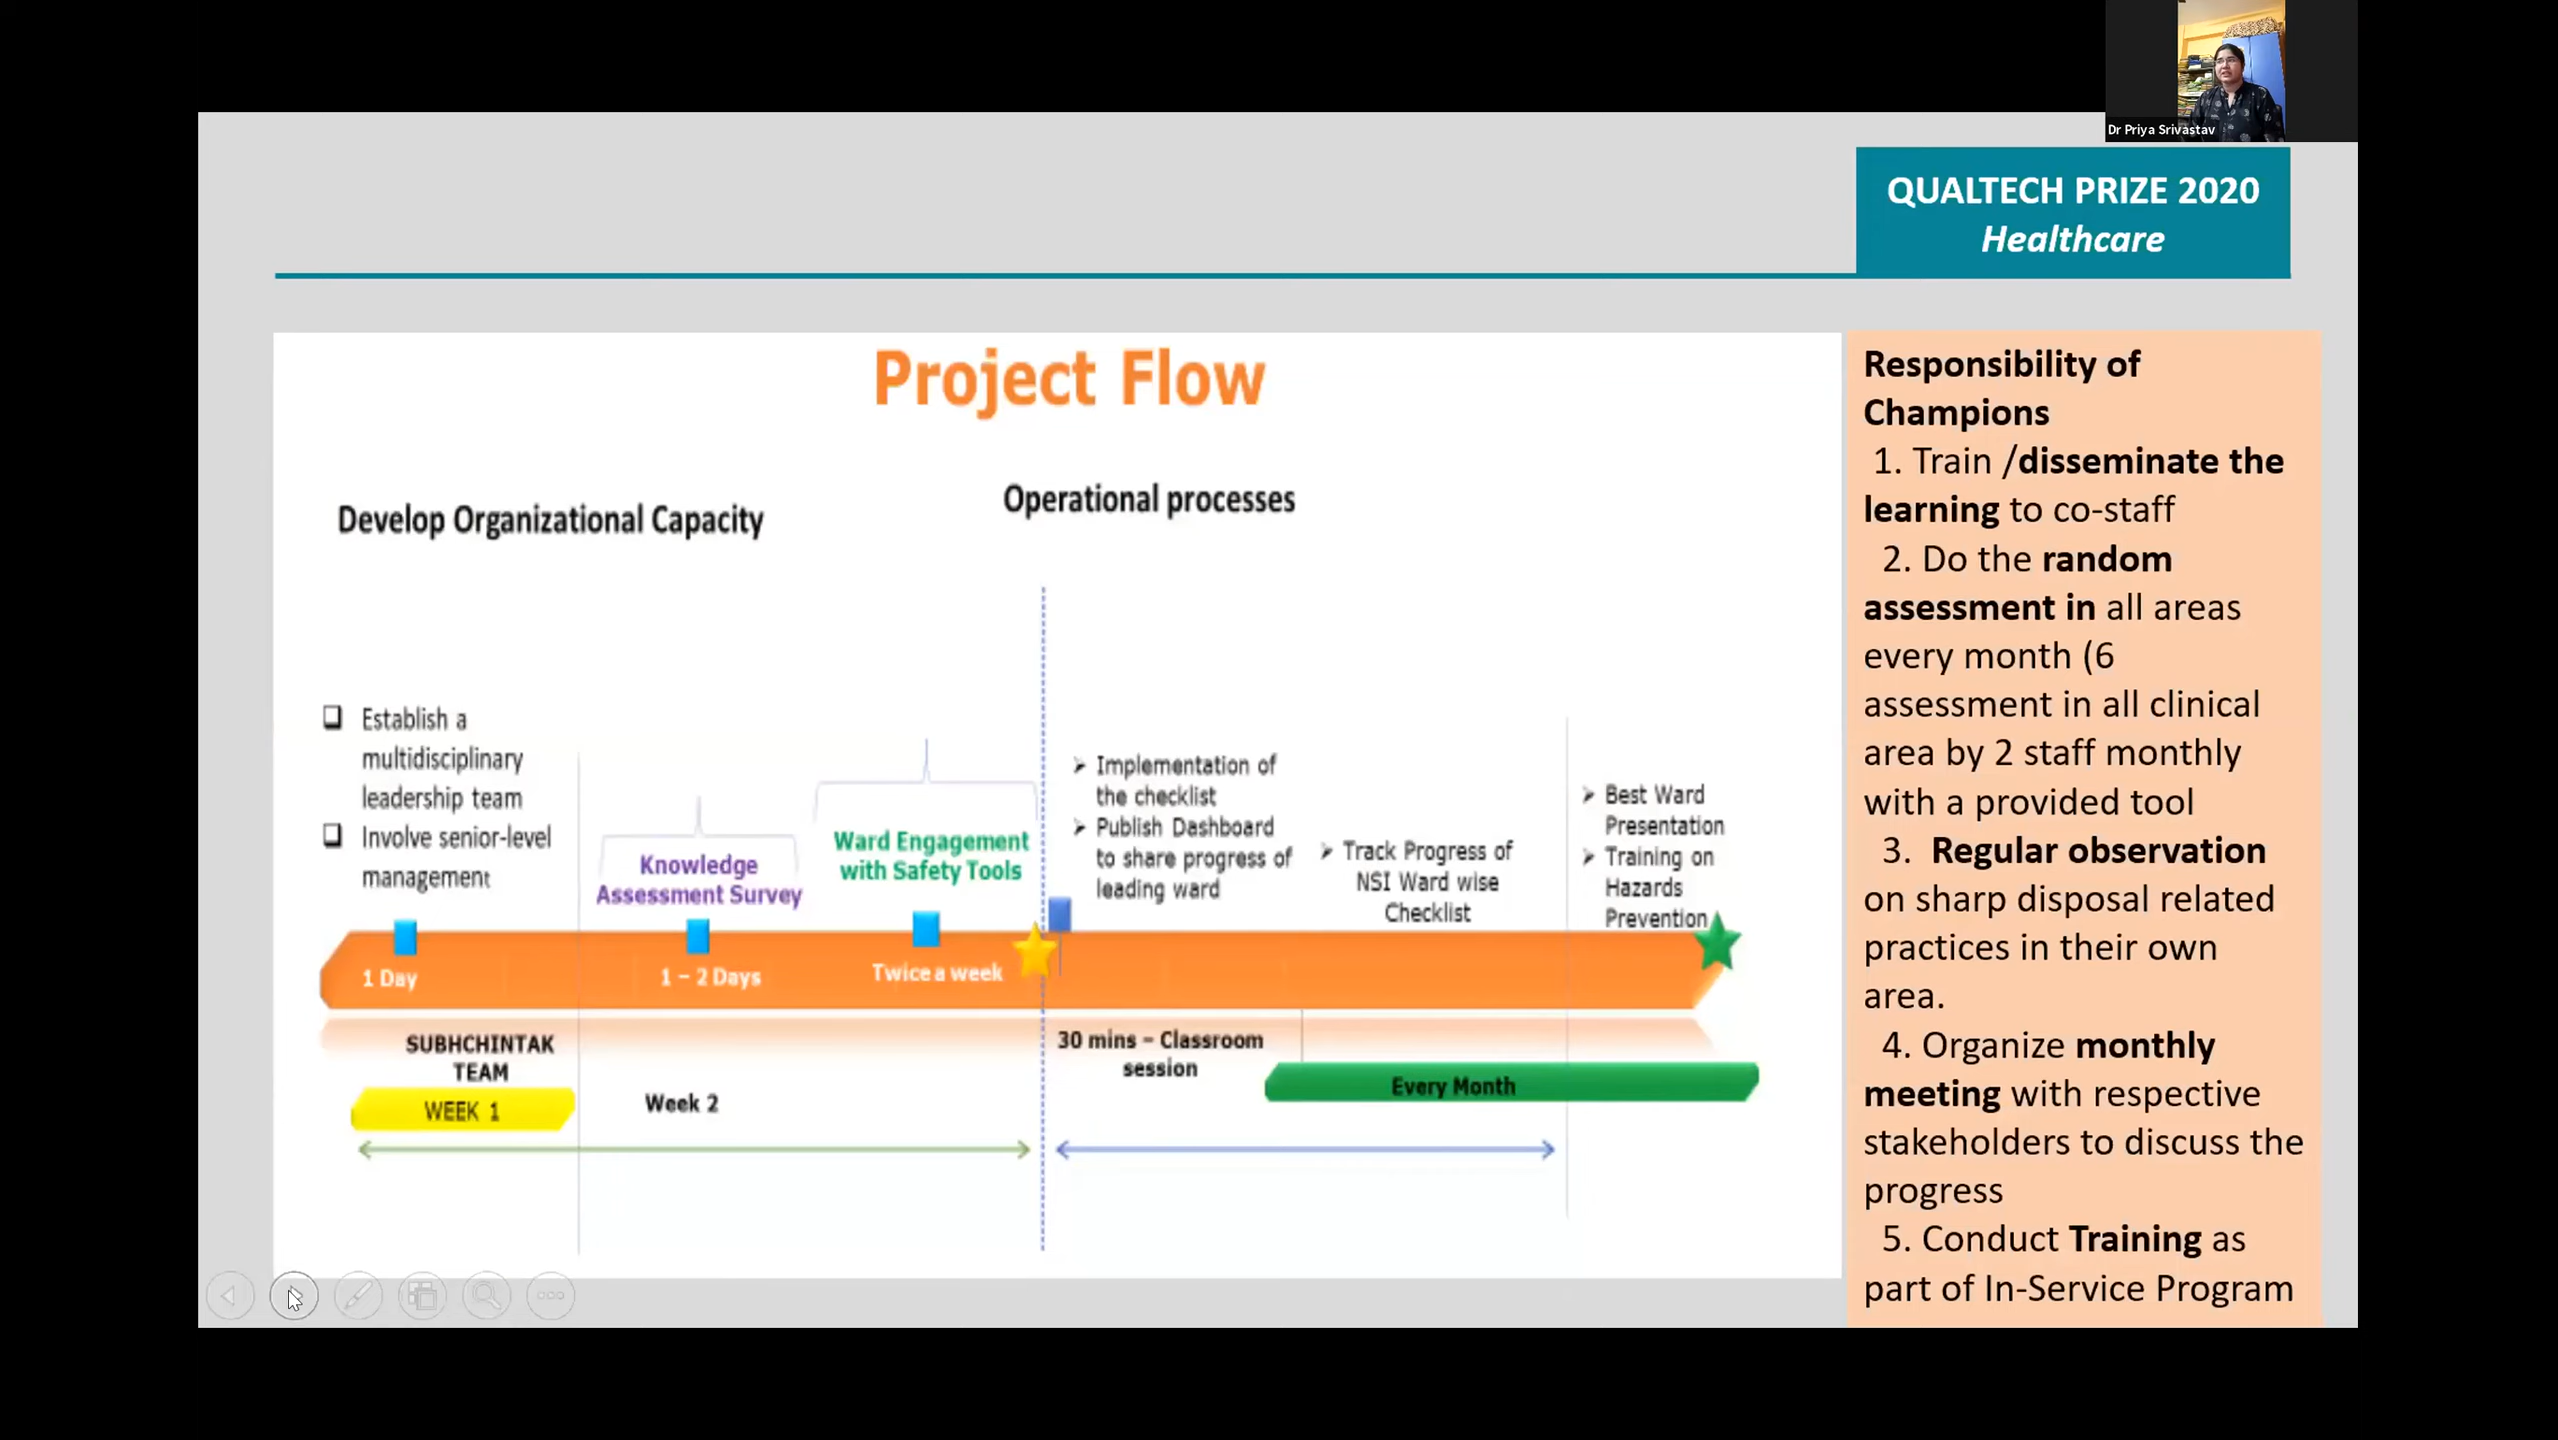 Dr Priya Srivastav
QUALTECH PRIZE 2020
Healthcare
Project Flow
Develop Organizational Capacity
Operational processes
Establish a
multidisciplinary
leadership team
Involve senior-level
management
Knowledge
Assessment Survey
Ward Engagement
with Safety Tools
Implementation of
the checklist
Publish Dashboard
to share progress of
leading ward
Track Progress of
NSI Ward wise
Checklist
Best Ward
Presentation
Training on
Hazards
Prevention
1 Day
1 – 2 Days
Twice a week
SUBHCHINTAK
TEAM
WEEK 1
Week 2
30 mins – Classroom
session
Every Month
Responsibility of
Champions
1. Train /disseminate the
learning to co-staff
2. Do the random
assessment in all areas
every month (6
assessment in all clinical
area by 2 staff monthly
with a provided tool
3. Regular observation
on sharp disposal related
practices in their own
area.
4. Organize monthly
meeting with respective
stakeholders to discuss the
progress
5. Conduct Training as
part of In-Service Program